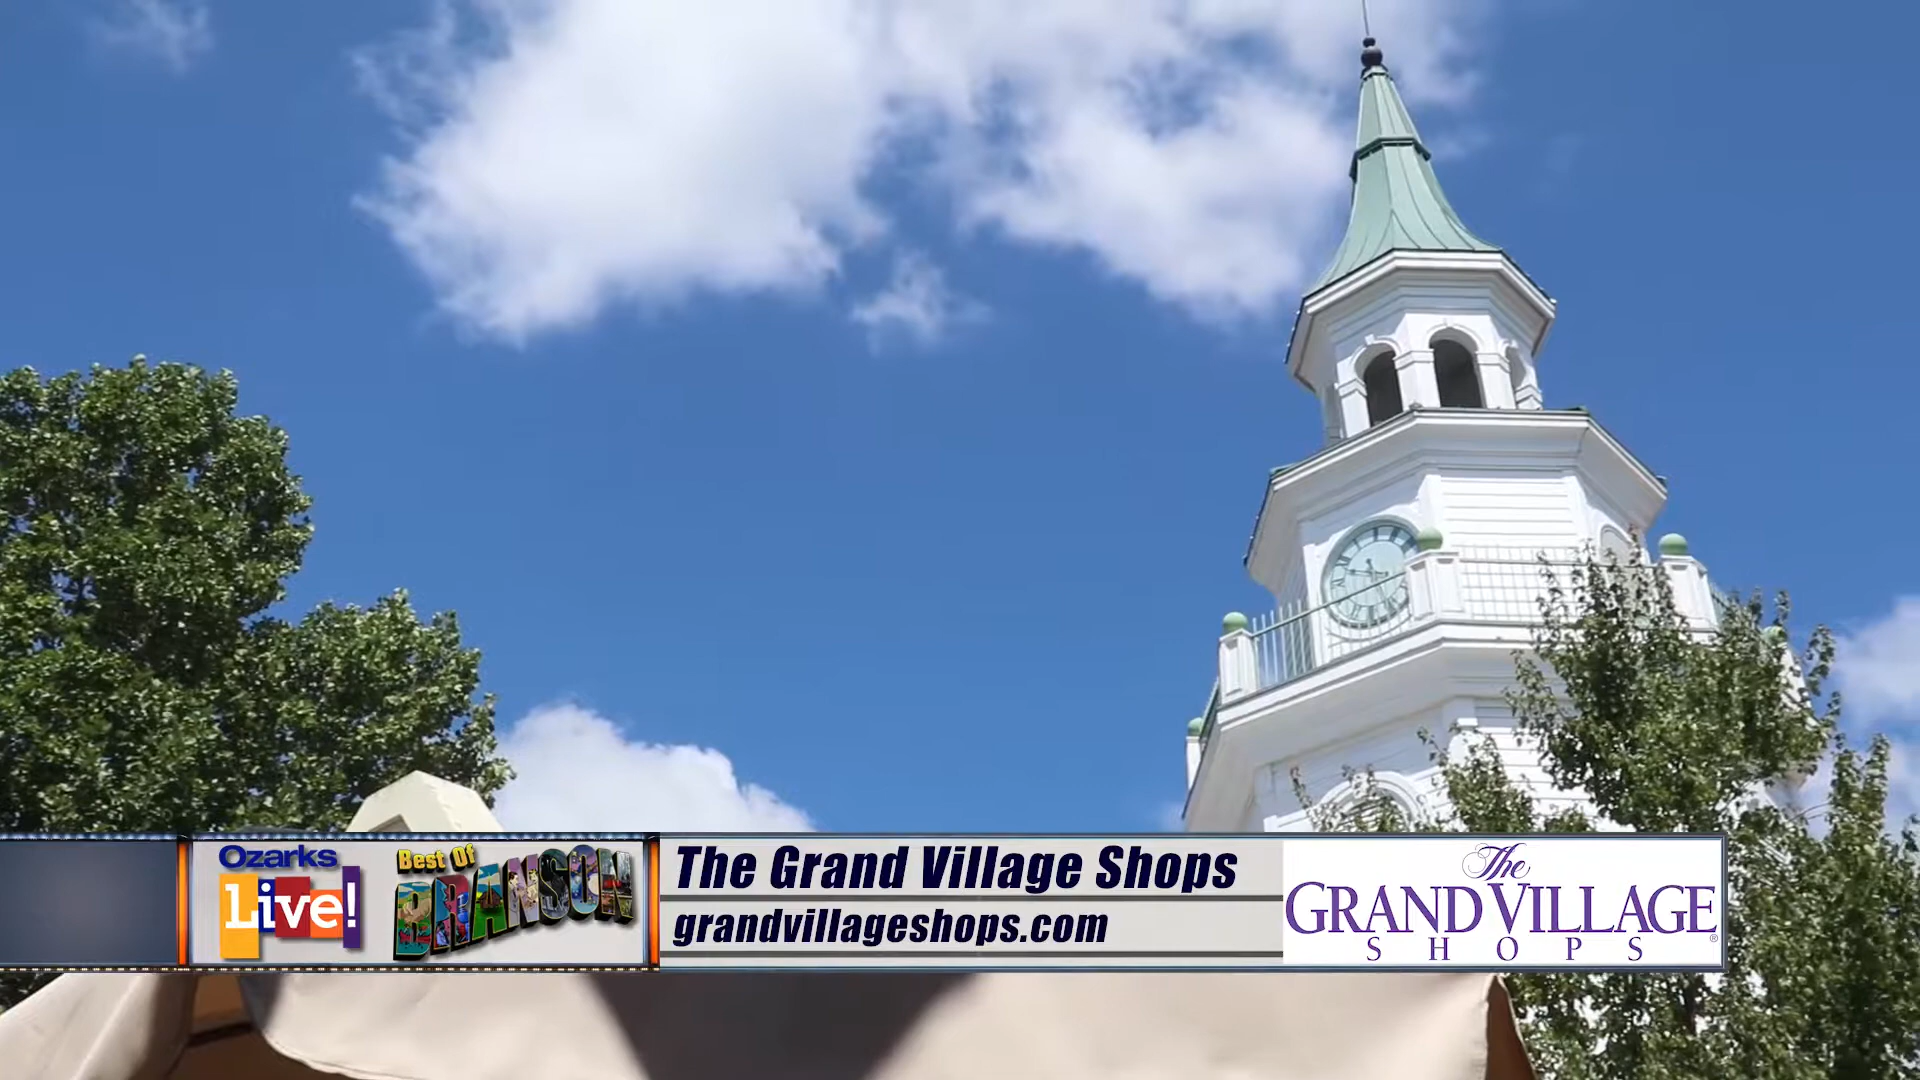 Ozarks
Live!
Best Of
BRANSON
The Grand Village Shops
grandvillageshops.com
The
GRAND VILLAGE®
SHOPS